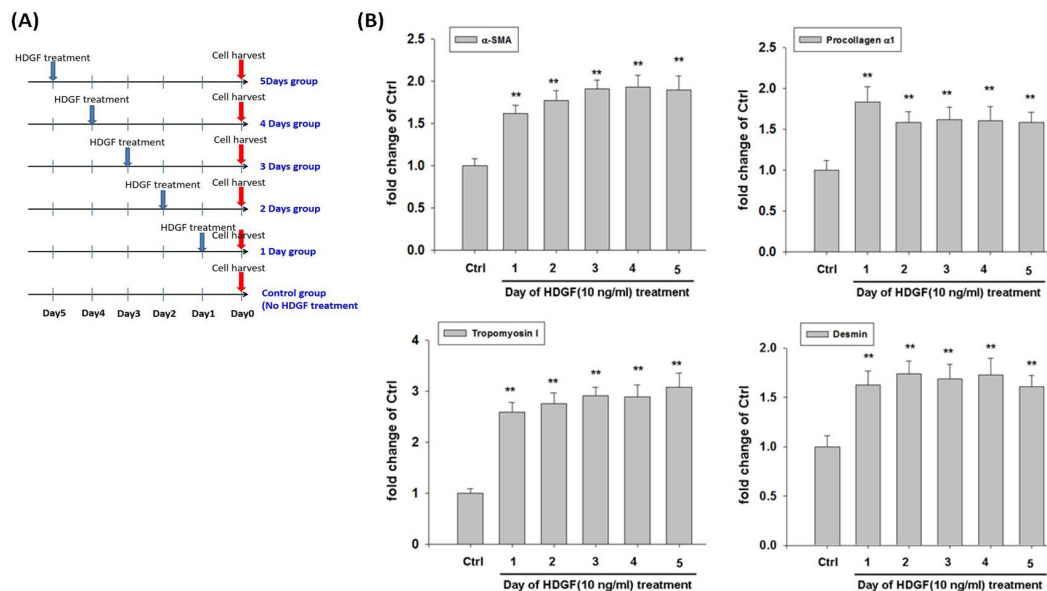 (A)
HDGF treatment
Cell harvest
5Days group
HDGF treatment
Cell harvest
4 Days group
HDGF treatment
Cell harvest
3 Days group
HDGF treatment
Cell harvest
2 Days group
HDGF treatment
Cell harvest
1 Day group
Cell harvest
Control group
(No HDGF treatment
Day5 Day4 Day3 Day2 Day1 Day0
(B)
α-SMA
fold change of Ctrl
2.5
2.0
1.5
1.0
0.5
0.0
** ** ** ** **
Ctrl 1 2 3 4 5
Day of HDGF(10 ng/ml) treatment
Procollagen α1
fold change of Ctrl
2.5
2.0
1.5
1.0
0.5
0.0
** ** ** ** **
Ctrl 1 2 3 4 5
Day of HDGF(10 ng/ml) treatment
Tropomyosin I
fold change of Ctrl
4
3
2
1
0
** ** ** ** **
Ctrl 1 2 3 4 5
Day of HDGF(10 ng/ml) treatment
Desmin
fold change of Ctrl
2.0
1.5
1.0
0.5
0.0
** ** ** ** **
Ctrl 1 2 3 4 5
Day of HDGF(10 ng/ml) treatment